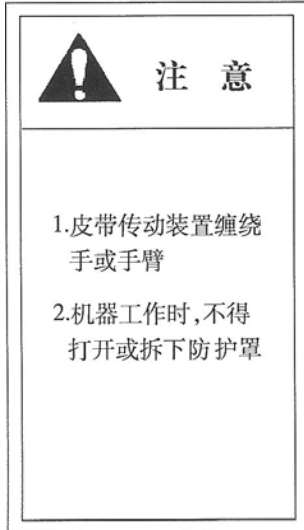 注 意
1.皮带传动装置缠绕
手或手臂
2.机器工作时,不得
打开或拆下防护罩